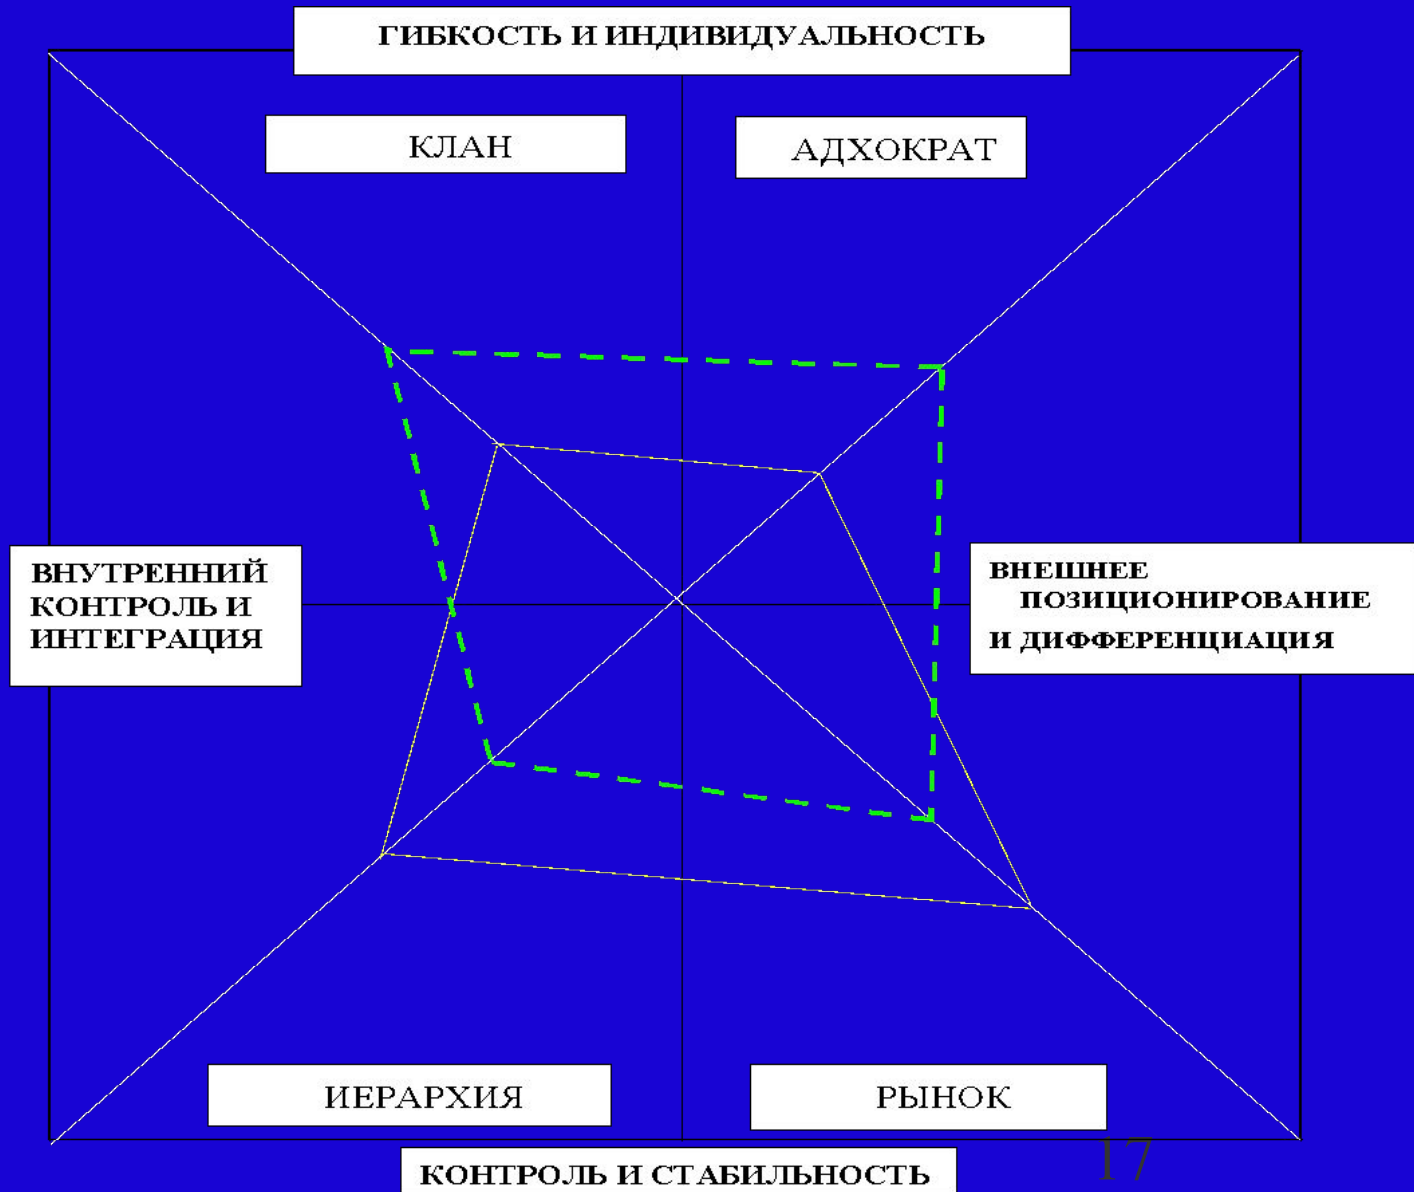 ГИБКОСТЬ И ИНДИВИДУАЛЬНОСТЬ
КЛАН
АДХОКРАТ
ВНУТРЕННИЙ
КОНТРОЛЬ И
ИНТЕГРАЦИЯ
ВНЕШНЕЕ
ПОЗИЦИОНИРОВАНИЕ
И ДИФФЕРЕНЦИАЦИЯ
ИЕРАРХИЯ
РЫНОК
КОНТРОЛЬ И СТАБИЛЬНОСТЬ
17